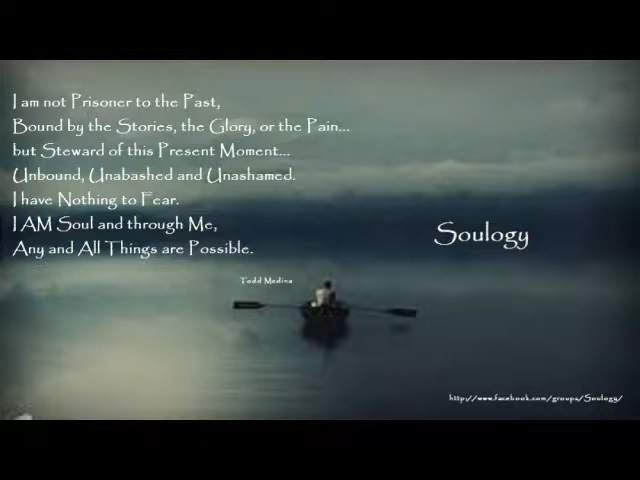 I am not Prisoner to the Past,
Bound by the Stories, the Glory, or the Pain...
but Steward of this Present Moment...
Unbound, Unabashed and Unashamed.
I have Nothing to Fear.
I AM Soul and through Me,
Any and All Things are Possible.
Soulogy
Todd Medina
http://www.facebook.com/groups/Soulogy/